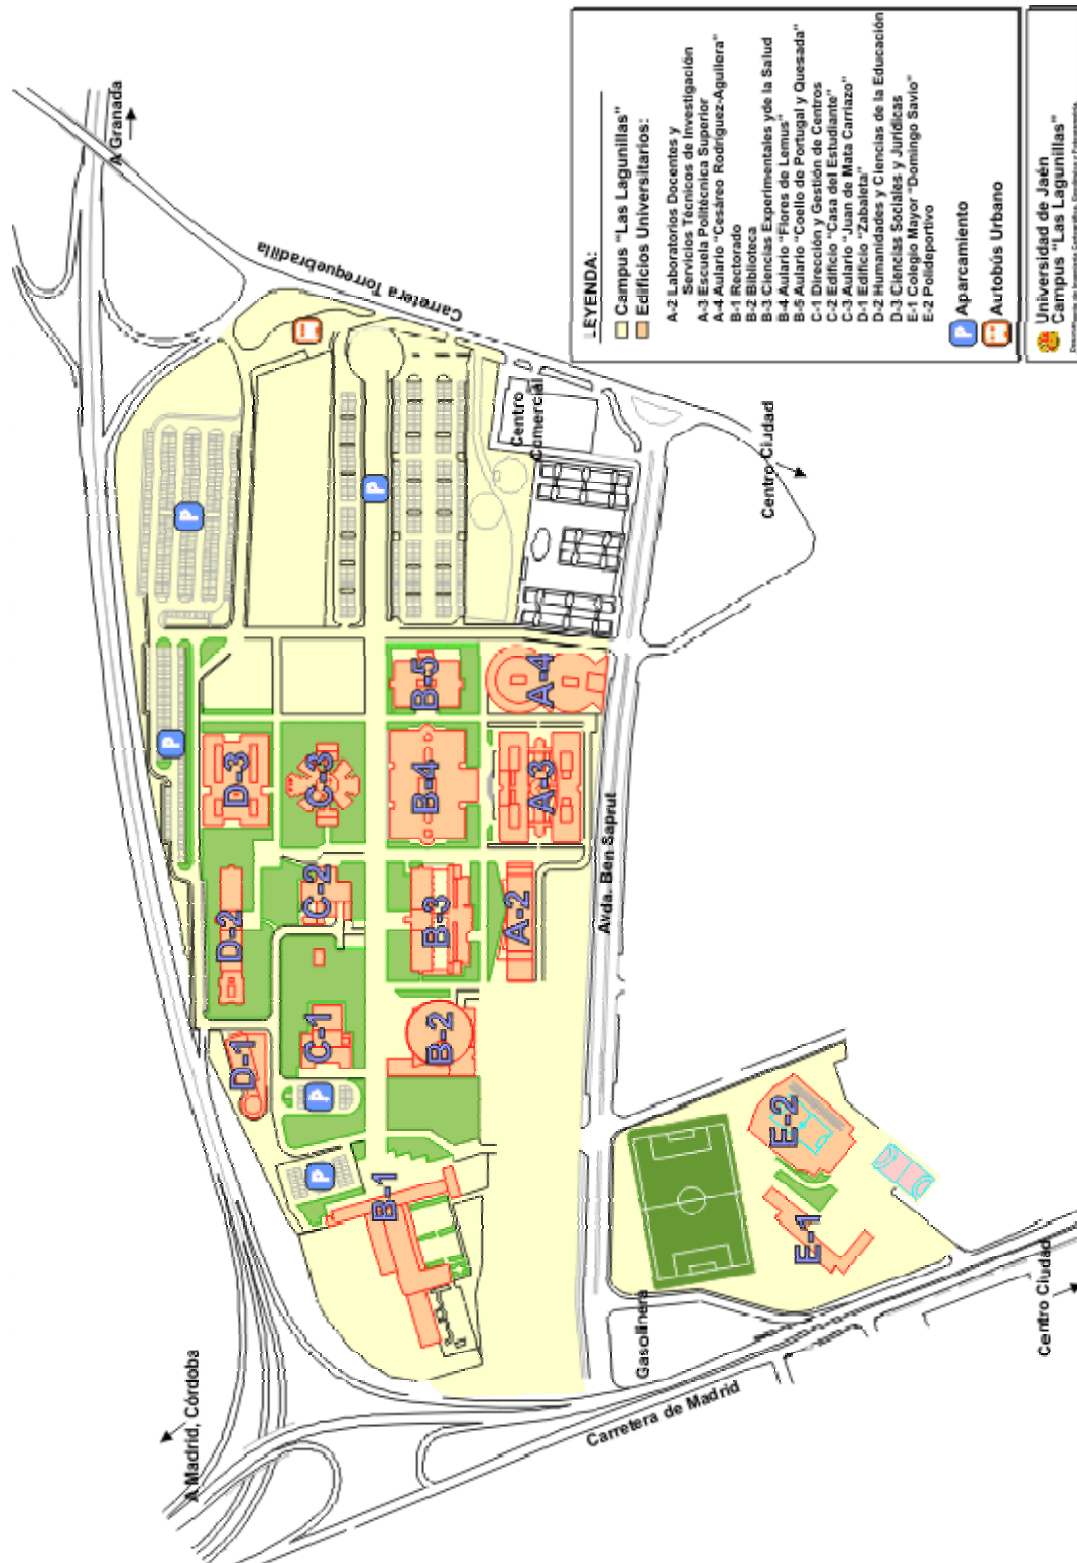 A Granada
Carretera Torrequebradilla
LEYENDA:
Campus "Las Lagunillas"
Edificios Universitarios:
A-2 Laboratorios Docentes y
Servicios Técnicos de Investigación
A-3 Escuela Politécnica Superior
A-4 Aulario "Cesáreo Rodríguez-Aguilera"
B-1 Rectorado
B-2 Biblioteca
B-3 Ciencias Experimentales y de la Salud
B-4 Aulario "Flores de Lemus"
B-5 Aulario "Coello de Portugal y Quesada"
C-1 Dirección y Gestión de Centros
C-2 Edificio "Casa del Estudiante"
C-3 Aulario "Juan de Mata Carriazo"
D-1 Edificio "Zabaleta"
D-2 Humanidades y Ciencias de la Educación
D-3 Ciencias Sociales y Jurídicas
E-1 Colegio Mayor "Domingo Savio"
E-2 Polideportivo
P Aparcamiento
Autobús Urbano
Universidad de Jaén
Campus "Las Lagunillas"
Centro
Comercial
Centro Ciudad
P
P
P
P
P
D-3
C-3
B-5
B-4
A-4
A-3
D-2
C-2
B-3
A-2
D-1
C-1
B-2
B-1
Avda. Ben Saprut
E-2
E-1
Gasolinera
Carretera de Madrid
A Madrid, Córdoba
Centro Ciudad